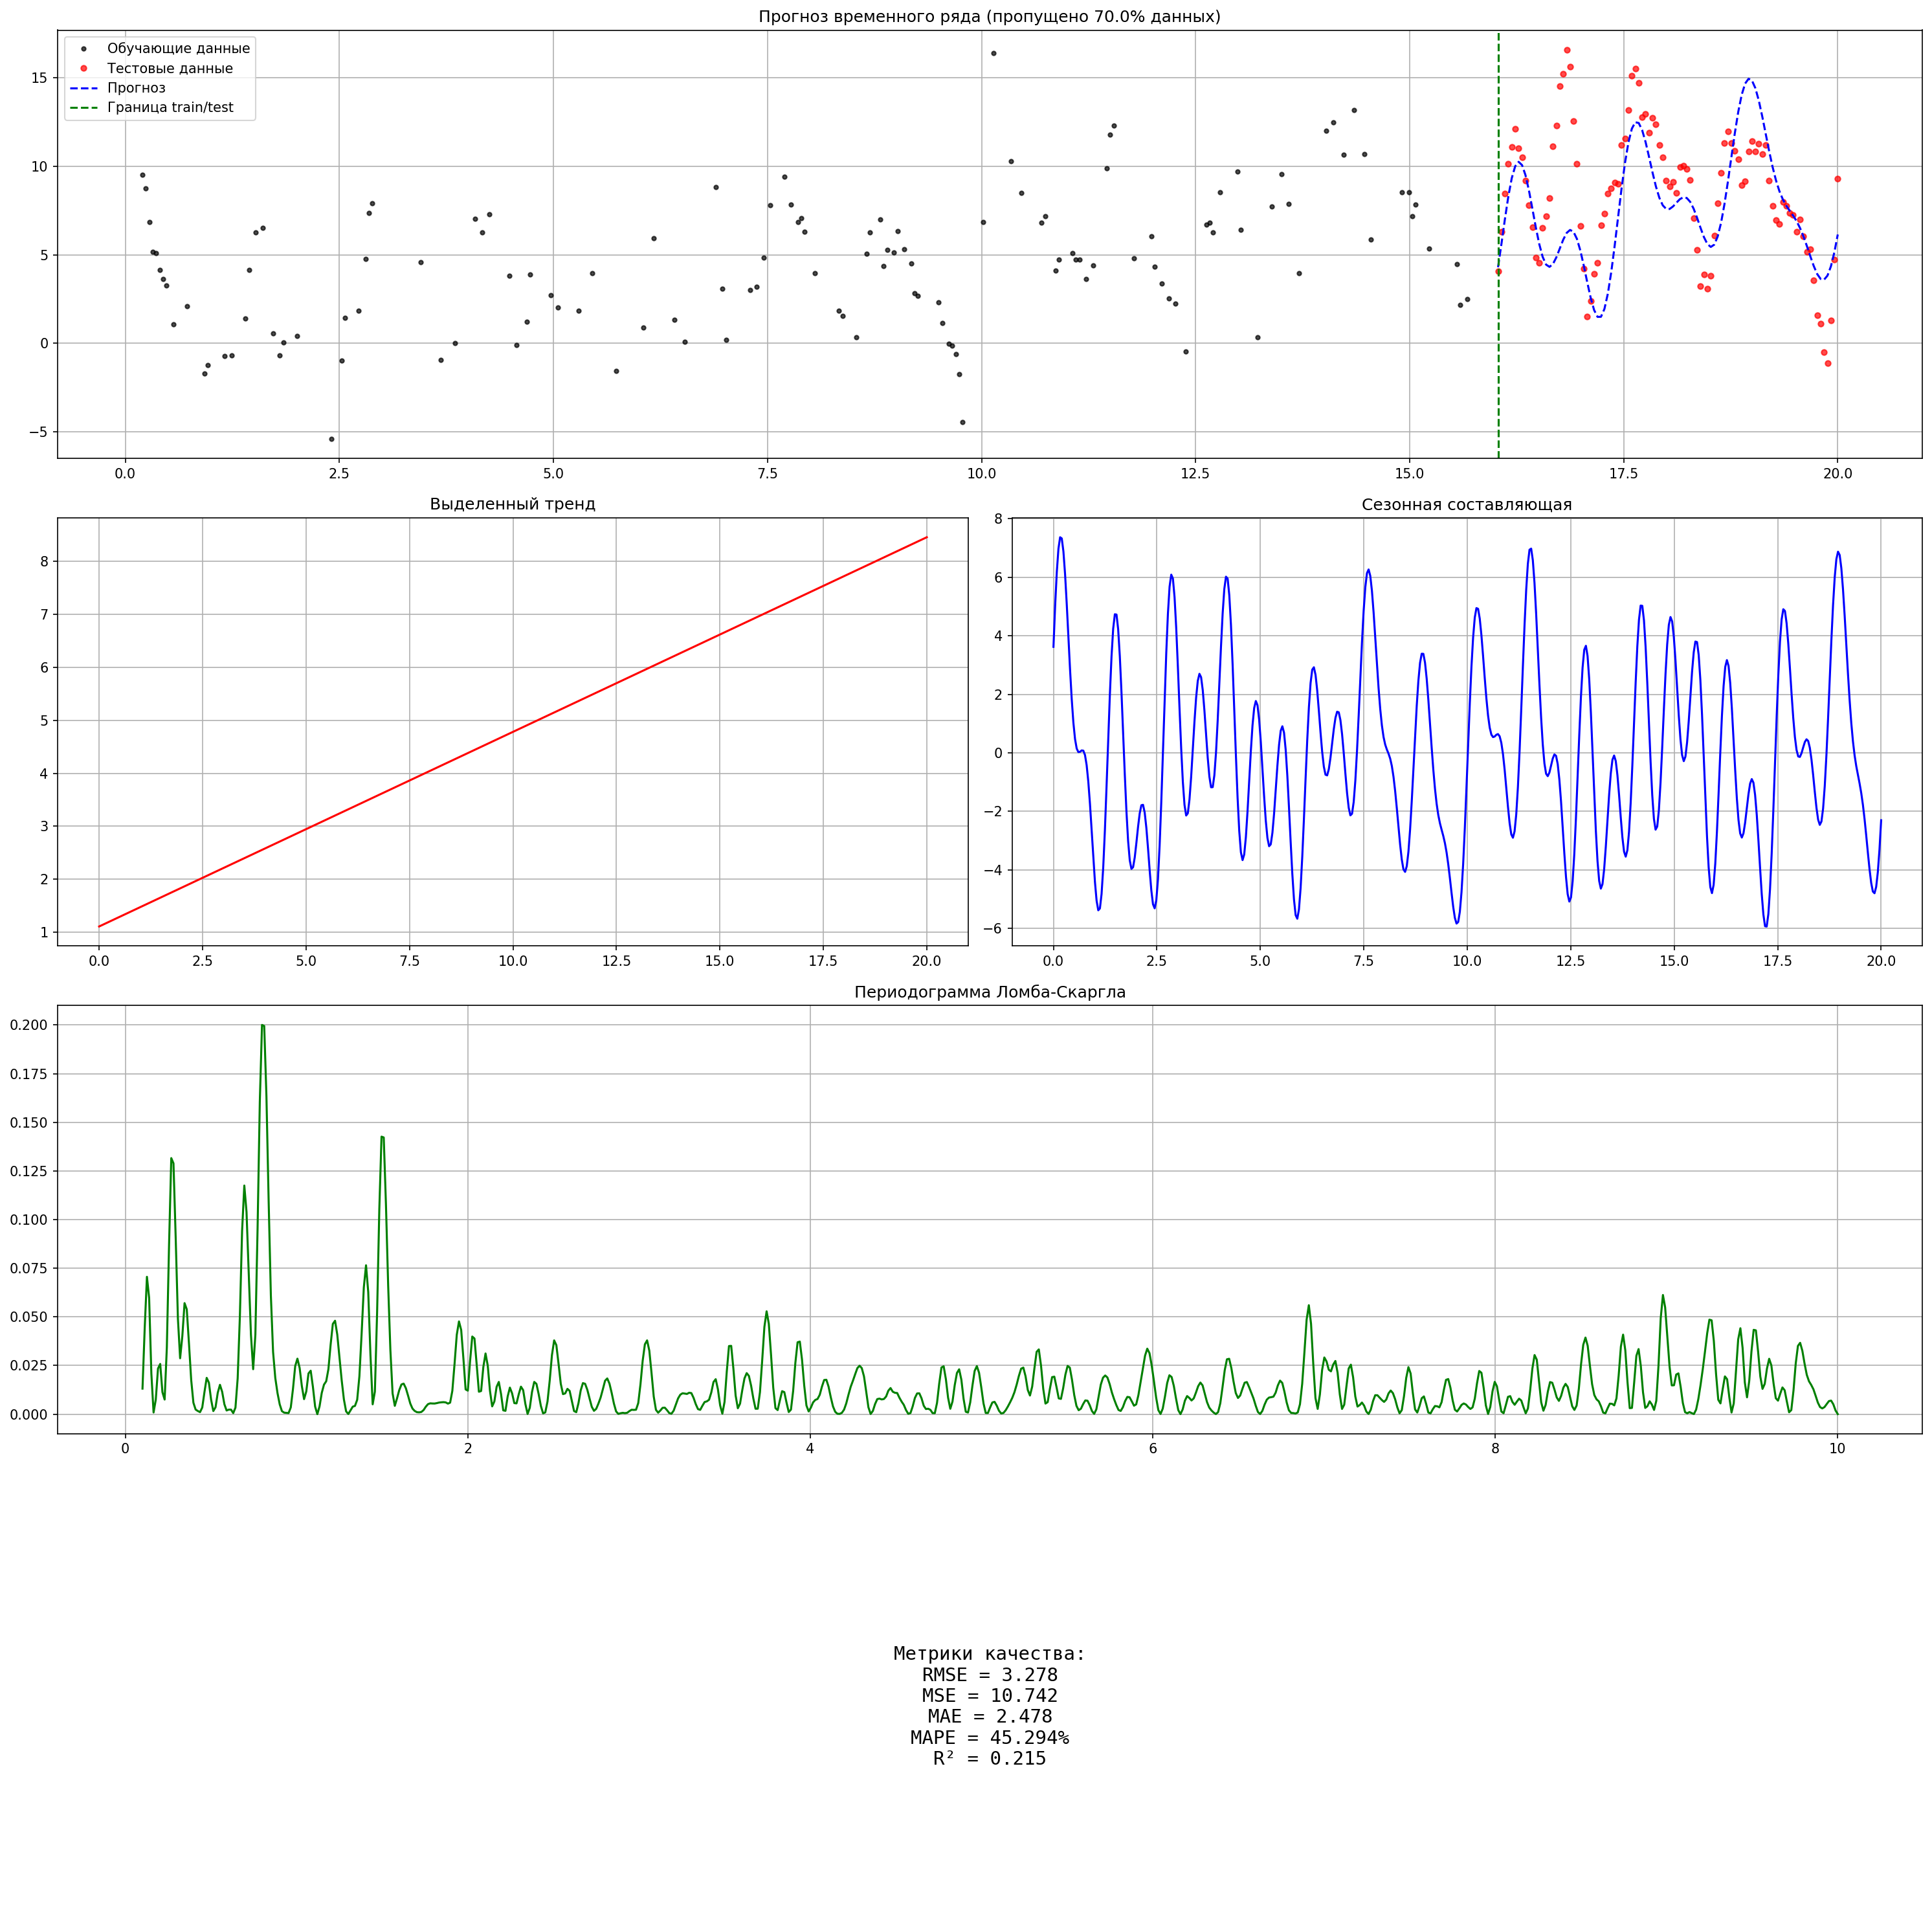 Прогноз временного ряда (пропущено 70.0% данных)
Обучающие данные
Тестовые данные
Прогноз
Граница train/test
15
10
5
0
−5
0.0 2.5 5.0 7.5 10.0 12.5 15.0 17.5 20.0
Выделенный тренд
8
7
6
5
4
3
2
1
0.0 2.5 5.0 7.5 10.0 12.5 15.0 17.5 20.0
Сезонная составляющая
8
6
4
2
0
−2
−4
−6
0.0 2.5 5.0 7.5 10.0 12.5 15.0 17.5 20.0
Периодограмма Ломба-Скаргла
0.200
0.175
0.150
0.125
0.100
0.075
0.050
0.025
0.000
0 2 4 6 8 10
Метрики качества:
RMSE = 3.278
MSE = 10.742
MAE = 2.478
MAPE = 45.294%
R² = 0.215